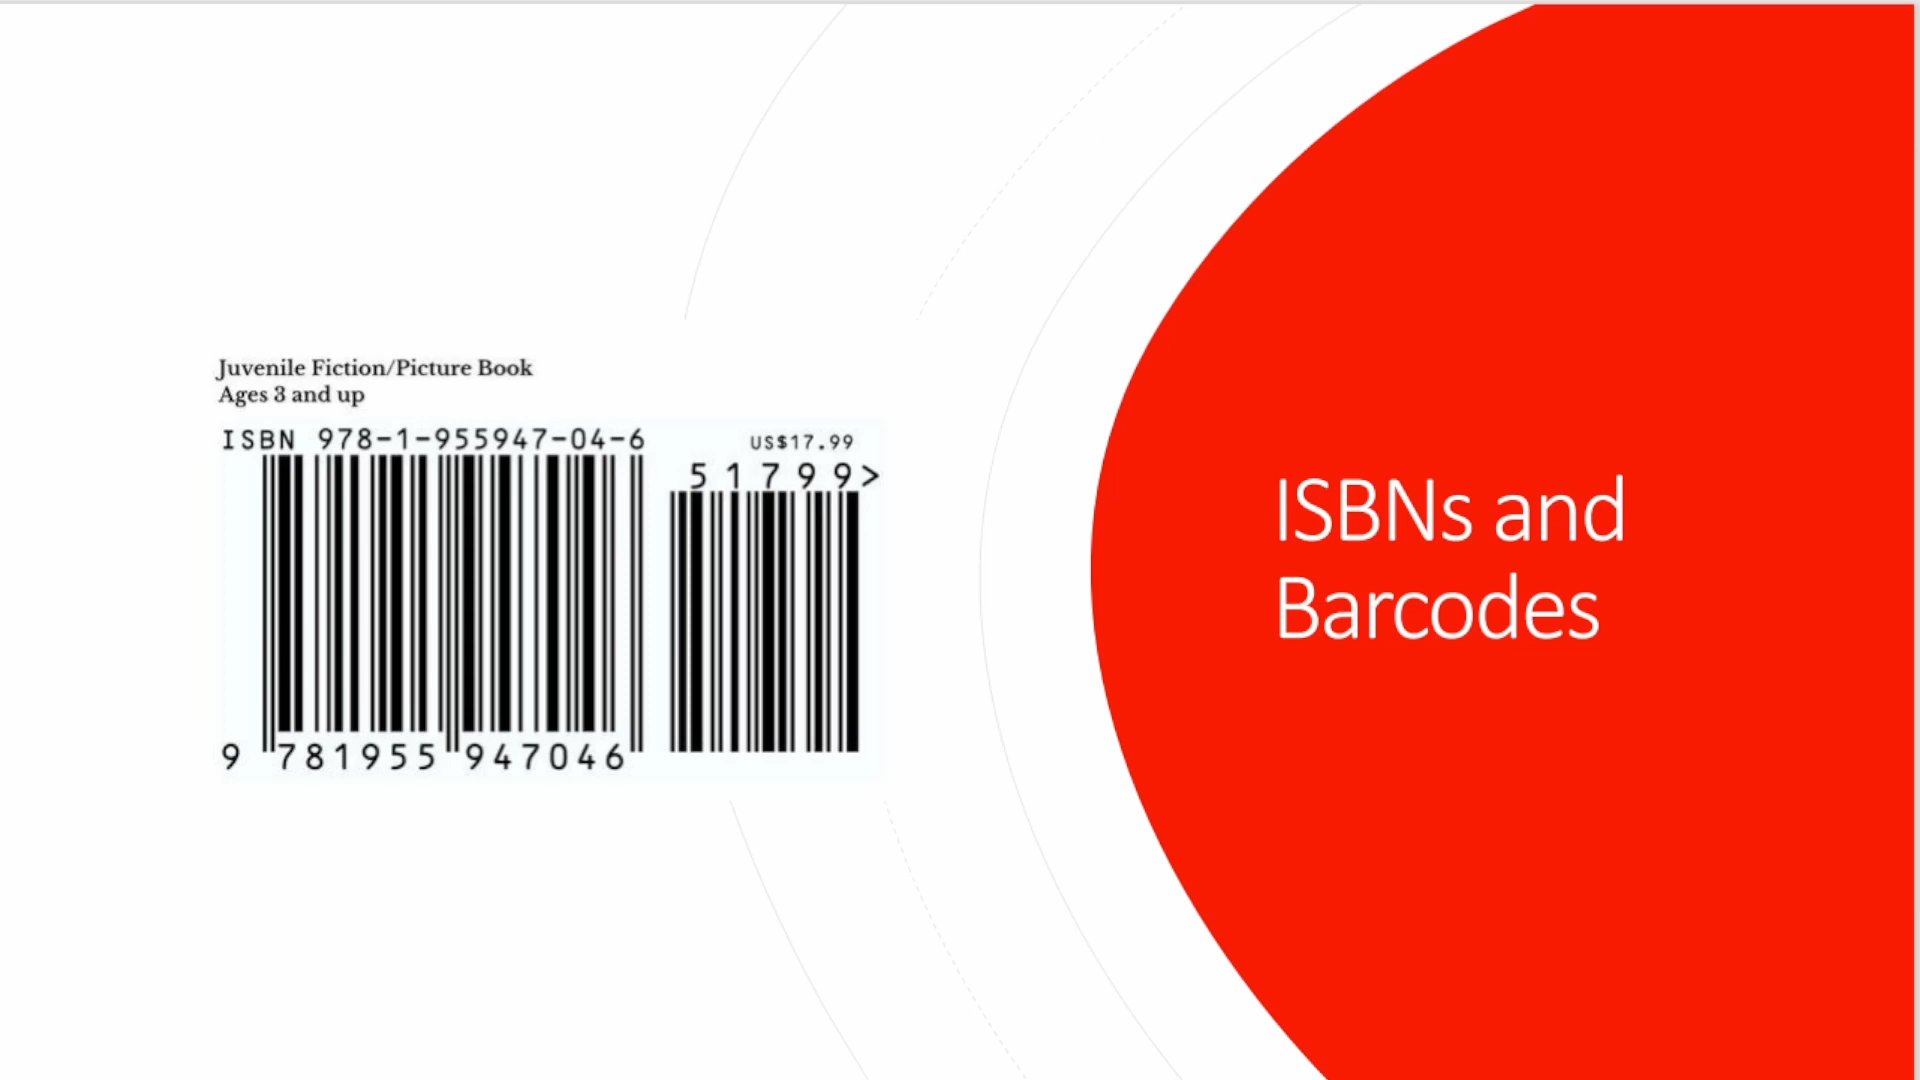 Juvenile Fiction/Picture Book
Ages 3 and up
ISBN 978-1-955947-04-6
US$17.99
51799>
9 781955 947046
ISBNs and
Barcodes